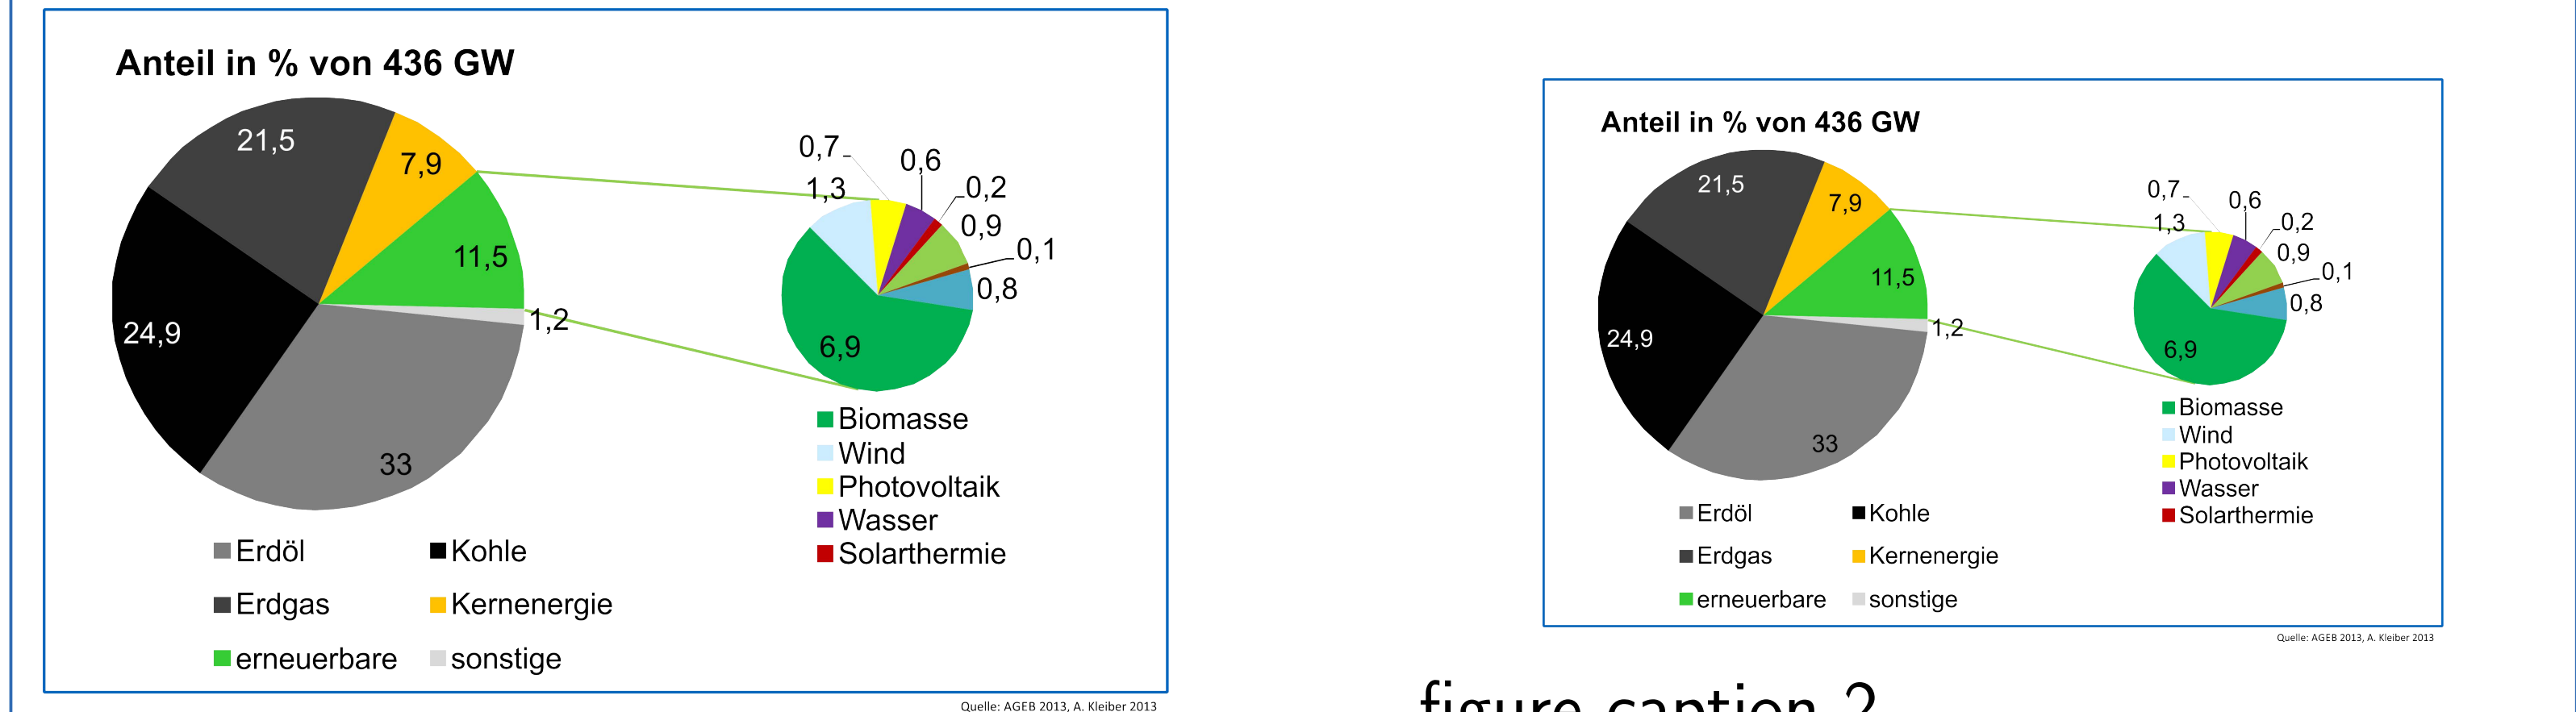 Anteil in % von 436 GW
21,5
7,9
11,5
1,2
24,9
33
0,7
0,6
1,3
0,2
0,9
0,1
0,8
6,9
Biomasse
Wind
Photovoltaik
Wasser
Solarthermie
Erdöl Kohle
Erdgas Kernenergie
erneuerbare sonstige
Quelle: AGEB 2013, A. Kleiber 2013
Anteil in % von 436 GW
21,5
7,9
11,5
1,2
24,9
33
0,7
0,6
1,3
0,2
0,9
0,1
0,8
6,9
Biomasse
Wind
Photovoltaik
Wasser
Solarthermie
Erdöl Kohle
Erdgas Kernenergie
erneuerbare sonstige
Quelle: AGEB 2013, A. Kleiber 2013
figure caption 2